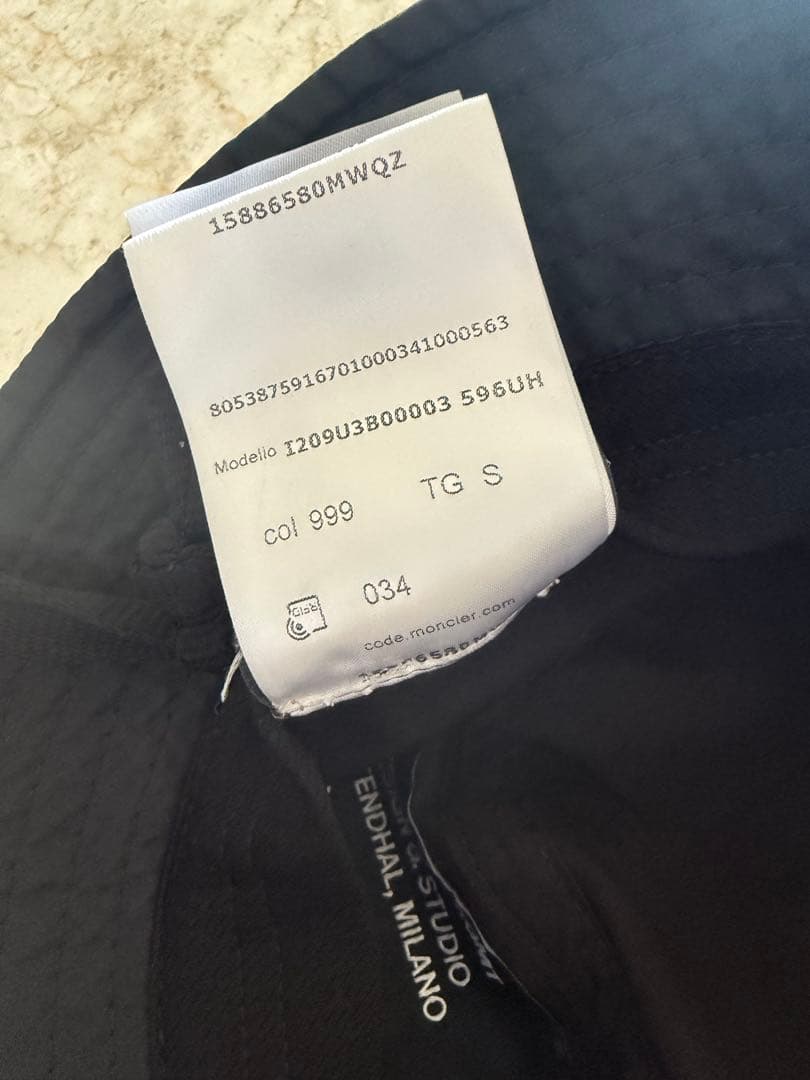 15886580MWQZ
8053875916701000341000563
Modello I209U3B00003 596UH
col 999 TG S
034
code.moncler.com
STUDIO
ENDHAL, MILANO